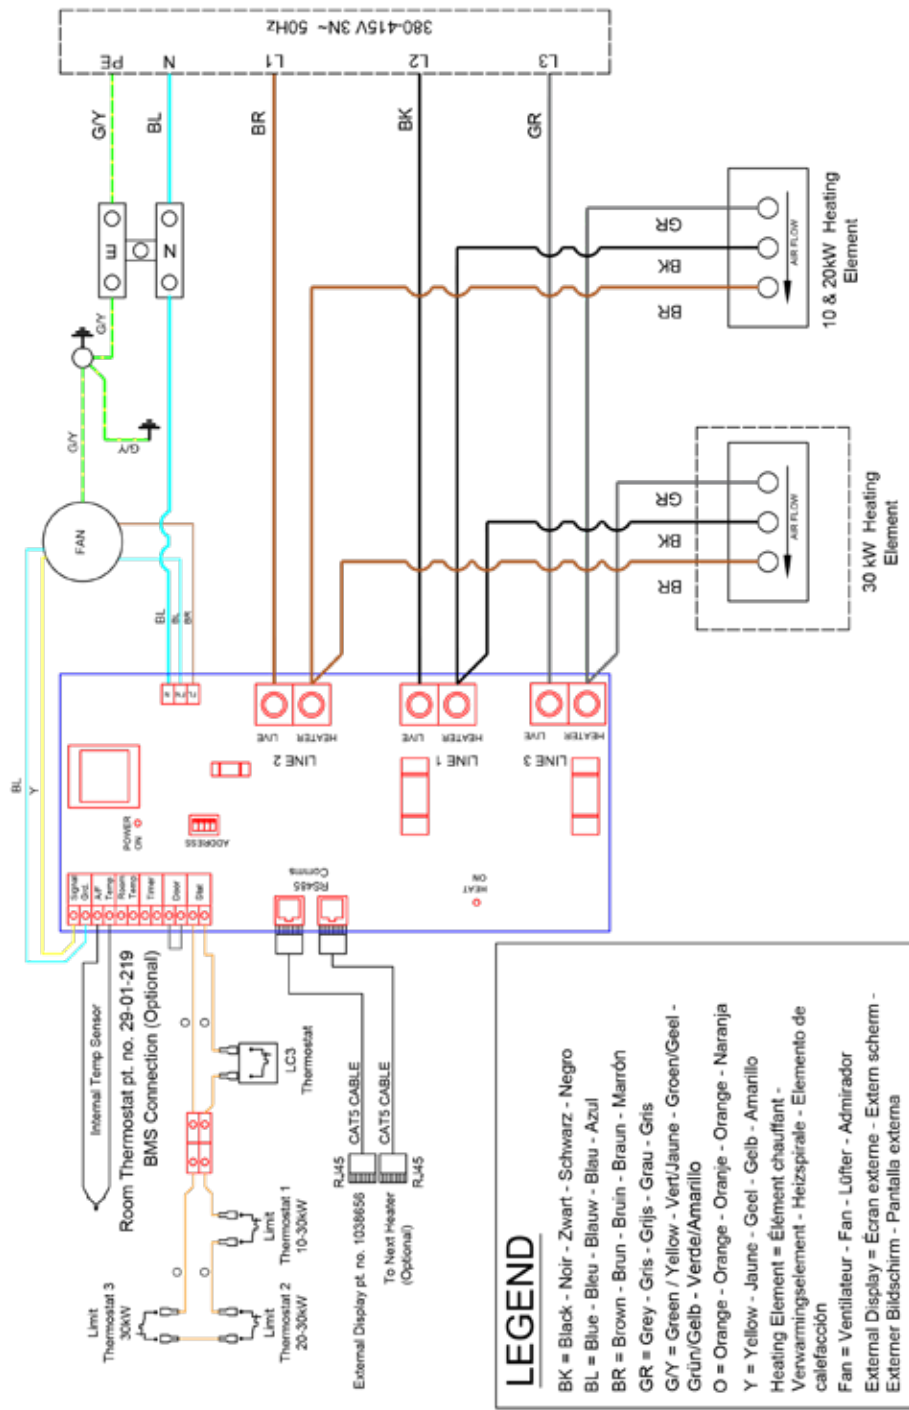 380-415V 3N~ 50Hz
PE
N
L1
L2
L3
G/Y
BL
BR
BK
GR
E
N
G/Y
G/Y
G/Y
FAN
BL
BL
BR
BL
Y
N
FN
FL
GR
BK
BR
AIR FLOW
10 & 20kW Heating
Element
GR
BK
BR
AIR FLOW
30 kW Heating
Element
LIVE
HEATER
LINE 2
LIVE
HEATER
LINE 1
LIVE
HEATER
LINE 3
POWER
ON
ADDRESS
RS485
Comms
HEAT
ON
Signal
Grd.
A/F
Temp
Room
Temp
Timer
Door
Stat
Internal Temp Sensor
Room Thermostat pt. no. 29-01-219
BMS Connection (Optional)
O
O
LC3
Thermostat
O
O
Limit
Thermostat 1
10-30kW
Limit
Thermostat 2
20-30kW
Limit
Thermostat 3
30kW
CAT5 CABLE
CAT5 CABLE
RJ45
RJ45
External Display pt. no. 1038656
To Next Heater
(Optional)
LEGEND
BK = Black - Noir - Zwart - Schwarz - Negro
BL = Blue - Bleu - Blauw - Blau - Azul
BR = Brown - Brun - Bruin - Braun - Marrón
GR = Grey - Gris - Grijs - Grau - Gris
G/Y = Green / Yellow - Vert/Jaune - Groen/Geel -
Grün/Gelb - Verde/Amarillo
O = Orange - Orange - Oranje - Orange - Naranja
Y = Yellow - Jaune - Geel - Gelb - Amarillo
Heating Element = Élément chauffant -
Verwarmingselement - Heizspirale - Elemento de
calefacción
Fan = Ventilateur - Fan - Lüfter - Admirador
External Display = Écran externe - Extern scherm -
Externer Bildschirm - Pantalla externa